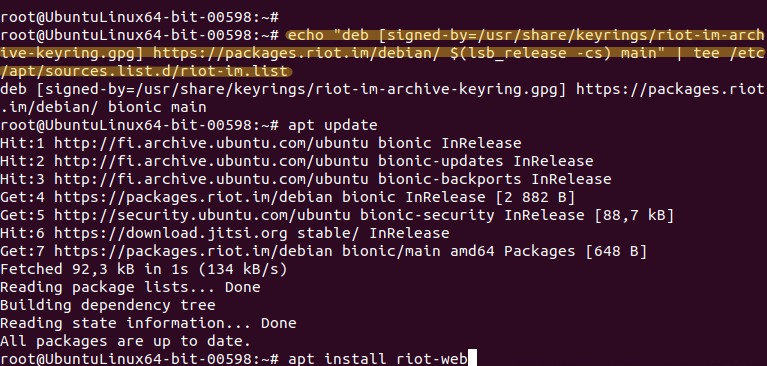 root@UbuntuLinux64-bit-00598:~#
root@UbuntuLinux64-bit-00598:~# echo "deb [signed-by=/usr/share/keyrings/riot-im-arch
ive-keyring.gpg] https://packages.riot.im/debian/ $(lsb_release -cs) main" | tee /etc
/apt/sources.list.d/riot-im.list
deb [signed-by=/usr/share/keyrings/riot-im-archive-keyring.gpg] https://packages.riot
.im/debian/ bionic main
root@UbuntuLinux64-bit-00598:~# apt update
Hit:1 http://fi.archive.ubuntu.com/ubuntu bionic InRelease
Hit:2 http://fi.archive.ubuntu.com/ubuntu bionic-updates InRelease
Hit:3 http://fi.archive.ubuntu.com/ubuntu bionic-backports InRelease
Get:4 https://packages.riot.im/debian bionic InRelease [2 882 B]
Get:5 http://security.ubuntu.com/ubuntu bionic-security InRelease [88,7 kB]
Hit:6 https://download.jitsi.org stable/ InRelease
Get:7 https://packages.riot.im/debian bionic/main amd64 Packages [648 B]
Fetched 92,3 kB in 1s (134 kB/s)
Reading package lists... Done
Building dependency tree
Reading state information... Done
All packages are up to date.
root@UbuntuLinux64-bit-00598:~# apt install riot-web